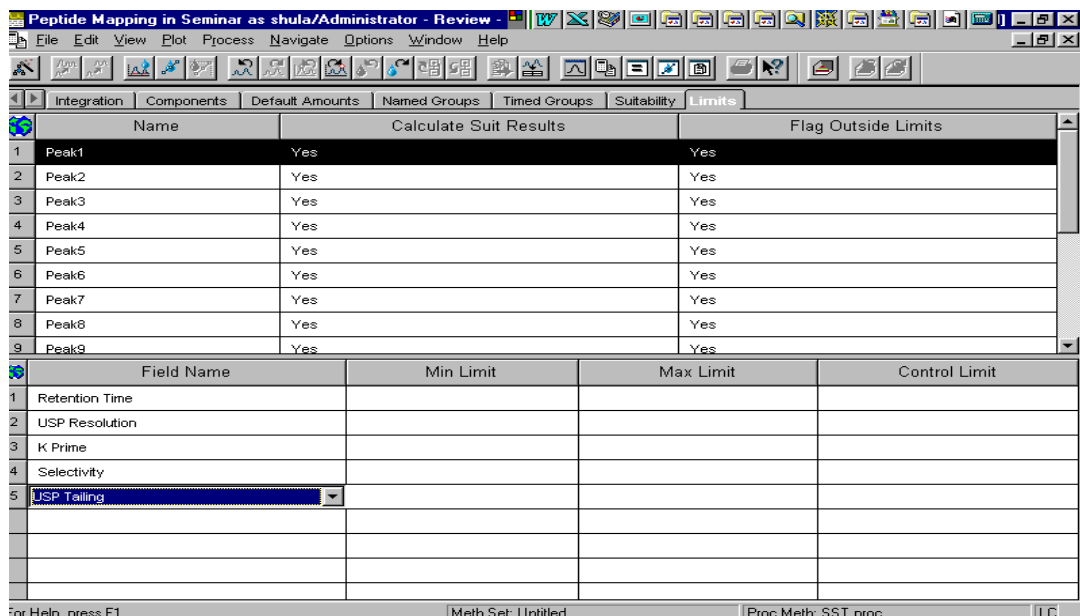 Peptide Mapping in Seminar as shula/Administrator - Review -
File Edit View Plot Process Navigate Options Window Help
Integration Components Default Amounts Named Groups Timed Groups Suitability Limits
Name Calculate Suit Results Flag Outside Limits
1 Peak1 Yes Yes
2 Peak2 Yes Yes
3 Peak3 Yes Yes
4 Peak4 Yes Yes
5 Peak5 Yes Yes
6 Peak6 Yes Yes
7 Peak7 Yes Yes
8 Peak8 Yes Yes
9 Peak9 Yes Yes
Field Name Min Limit Max Limit Control Limit
1 Retention Time
2 USP Resolution
3 K Prime
4 Selectivity
5 USP Tailing
For Help, press F1 Meth Set: Untitled Proc Meth: SST proc LC